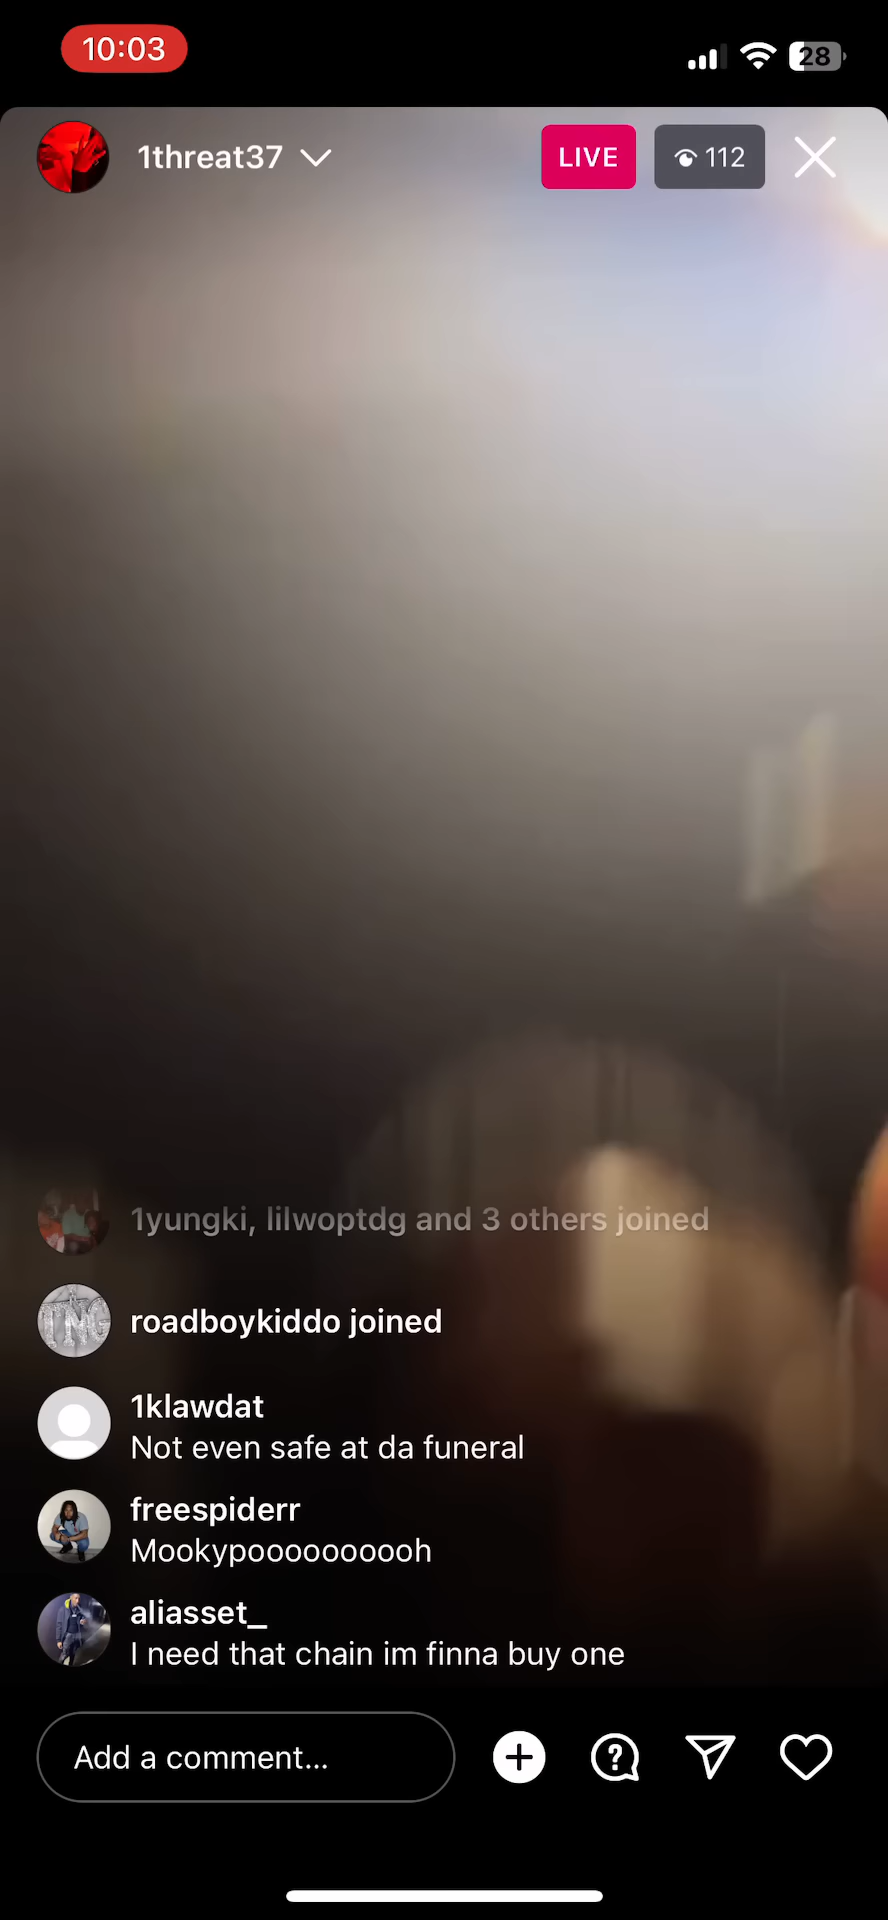 10:03
28
1threat37
LIVE
112
1yungki, lilwoptdg and 3 others joined
TNG
roadboykiddo joined
1klawdat
Not even safe at da funeral
freespiderr
Mookypooooooooooh
aliasset_
I need that chain im finna buy one
Add a comment...